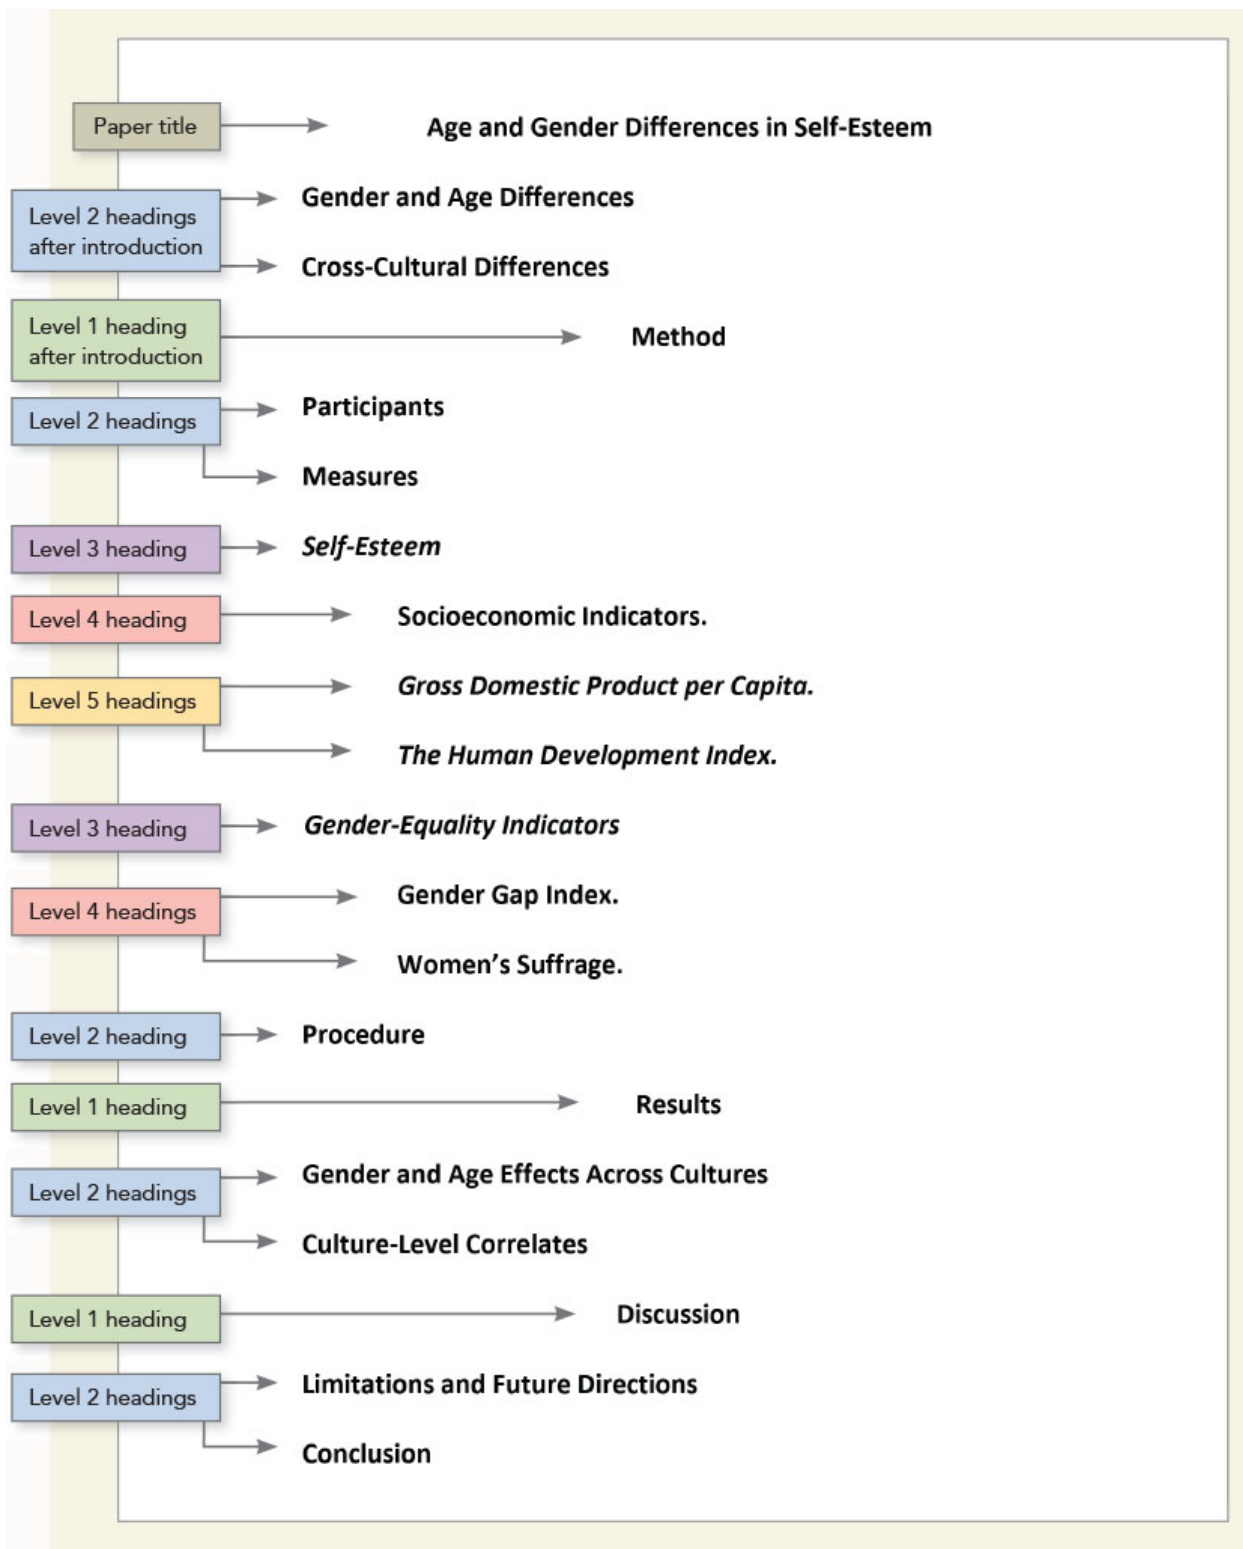 Paper title
Age and Gender Differences in Self-Esteem
Level 2 headings
after introduction
Gender and Age Differences
Cross-Cultural Differences
Level 1 heading
after introduction
Method
Level 2 headings
Participants
Measures
Level 3 heading
Self-Esteem
Level 4 heading
Socioeconomic Indicators.
Level 5 headings
Gross Domestic Product per Capita.
The Human Development Index.
Level 3 heading
Gender-Equality Indicators
Level 4 headings
Gender Gap Index.
Women’s Suffrage.
Level 2 heading
Procedure
Level 1 heading
Results
Level 2 headings
Gender and Age Effects Across Cultures
Culture-Level Correlates
Level 1 heading
Discussion
Level 2 headings
Limitations and Future Directions
Conclusion